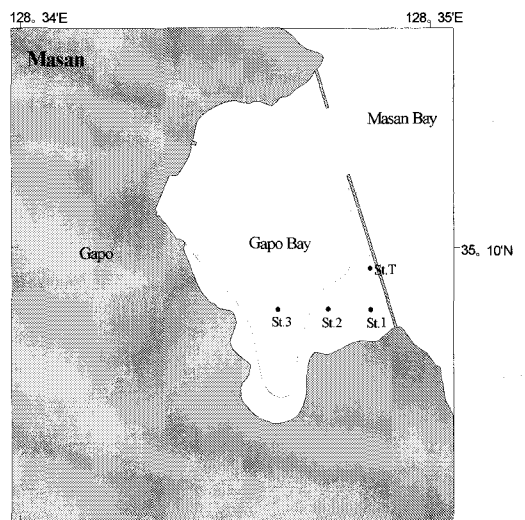 128。34'E
128。35'E
Masan
Masan Bay
Gapo Bay
35。10'N
Gapo
St.T
St.3
St.2
St.1